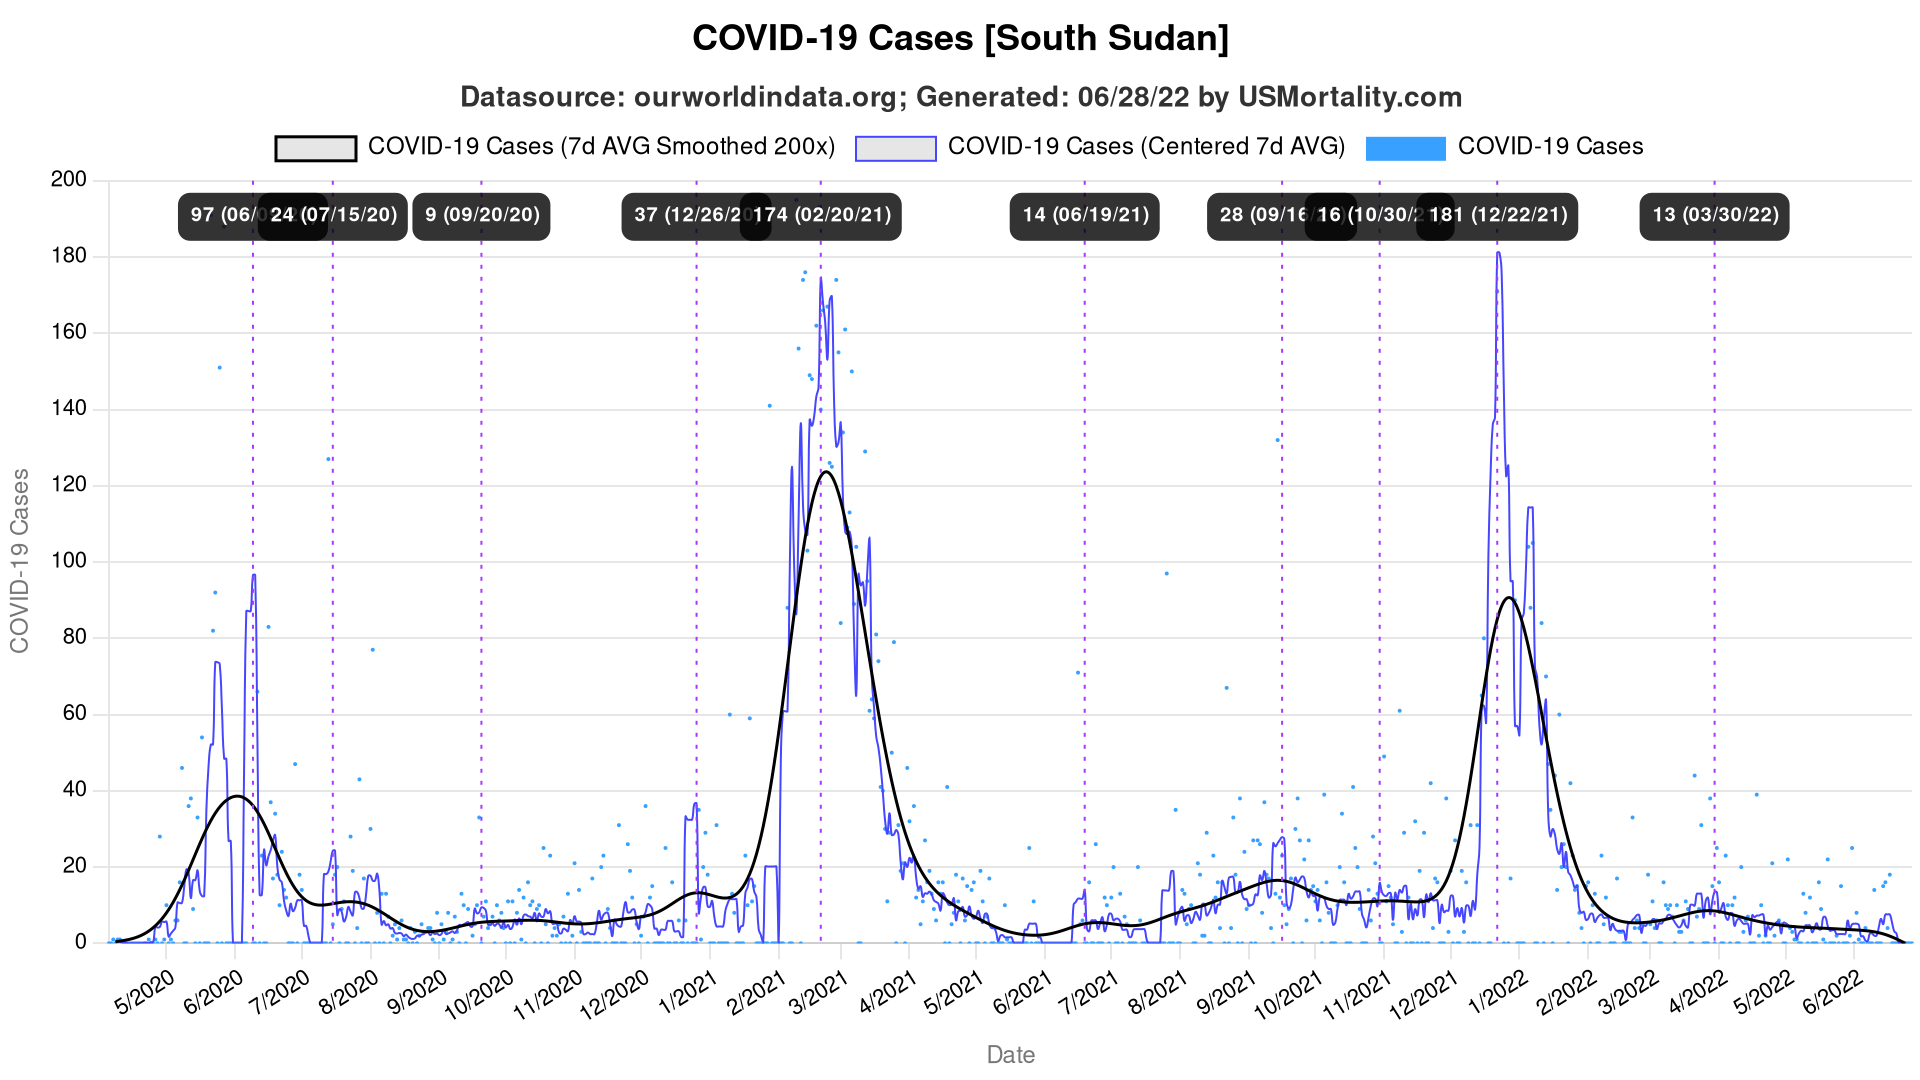 COVID-19 Cases [South Sudan]
Datasource: ourworldindata.org; Generated: 06/28/22 by USMortality.com
COVID-19 Cases (7d AVG Smoothed 200x) COVID-19 Cases (Centered 7d AVG) COVID-19 Cases
200
97 (06/0 24 (07/15/20) 9 (09/20/20) 37 (12/26/20) 174 (02/20/21) 14 (06/19/21) 28 (09/16 16 (10/30/21) 181 (12/22/21) 13 (03/30/22)
180
160
140
120
100
80
60
40
20
0
COVID-19 Cases
5/2020 6/2020 7/2020 8/2020 9/2020 10/2020 11/2020 12/2020 1/2021 2/2021 3/2021 4/2021 5/2021 6/2021 7/2021 8/2021 9/2021 10/2021 11/2021 12/2021 1/2022 2/2022 3/2022 4/2022 5/2022 6/2022
Date